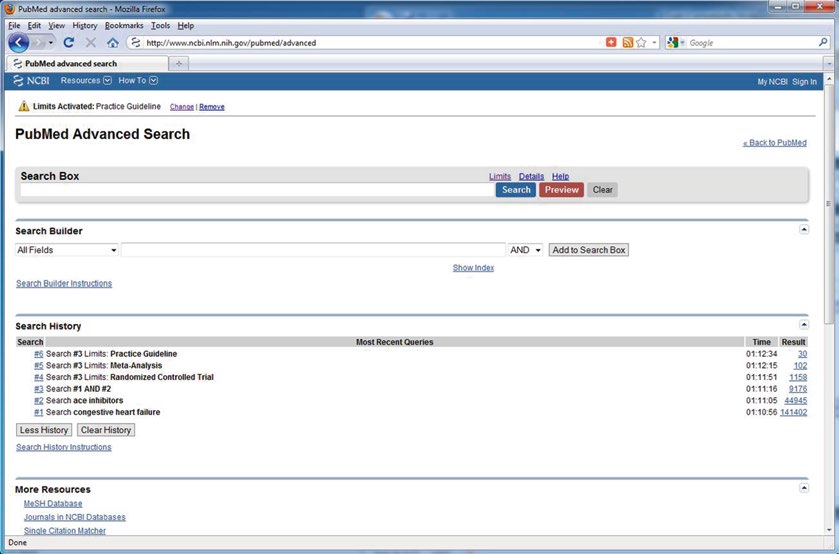 PubMed advanced search - Mozilla Firefox
File Edit View History Bookmarks Tools Help
http://www.ncbi.nlm.nih.gov/pubmed/advanced Google
PubMed advanced search
NCBI Resources How To My NCBI Sign In
Limits Activated: Practice Guideline Change | Remove
PubMed Advanced Search
« Back to PubMed
Search Box Limits Details Help
Search Preview Clear
Search Builder
All Fields AND Add to Search Box
Show Index
Search Builder Instructions
Search History
Search Most Recent Queries Time Result
#6 Search #3 Limits: Practice Guideline 01:12:34 30
#5 Search #3 Limits: Meta-Analysis 01:12:15 102
#4 Search #3 Limits: Randomized Controlled Trial 01:11:51 1158
#3 Search #1 AND #2 01:11:16 9176
#2 Search ace inhibitors 01:11:05 44945
#1 Search congestive heart failure 01:10:56 141402
Less History Clear History
Search History Instructions
More Resources
MeSH Database
Journals in NCBI Databases
Single Citation Matcher
Done